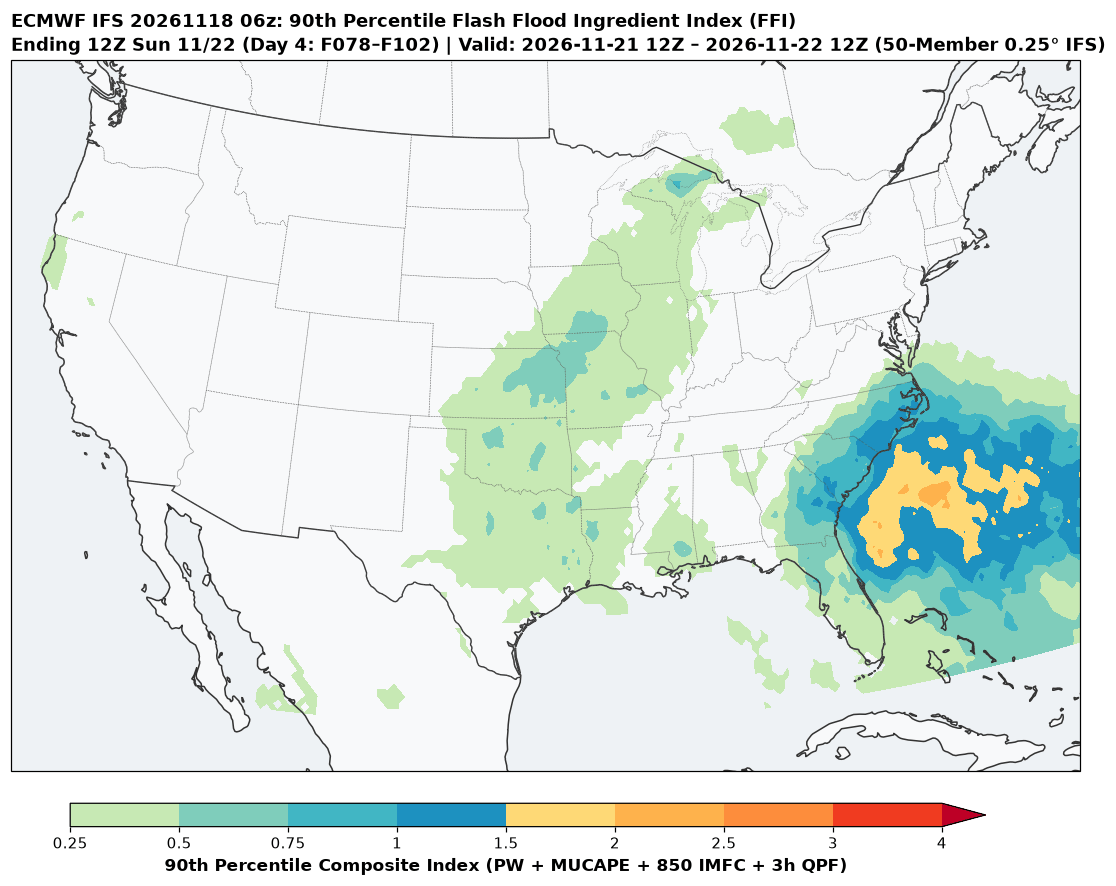 ECMWF IFS 20261118 06z: 90th Percentile Flash Flood Ingredient Index (FFI)
Ending 12Z Sun 11/22 (Day 4: F078–F102) | Valid: 2026-11-21 12Z – 2026-11-22 12Z (50-Member 0.25° IFS)
0.25 0.5 0.75 1 1.5 2 2.5 3 4
90th Percentile Composite Index (PW + MUCAPE + 850 IMFC + 3h QPF)